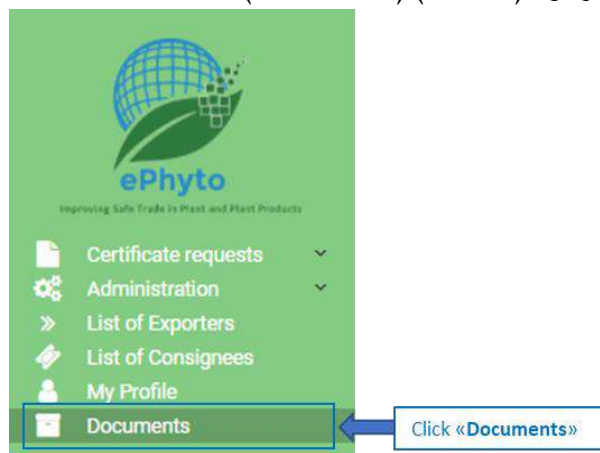 ePhyto
Improving Safe Trade in Plant and Plant Products
Certificate requests
Administration
List of Exporters
List of Consignees
My Profile
Documents
Click «Documents»